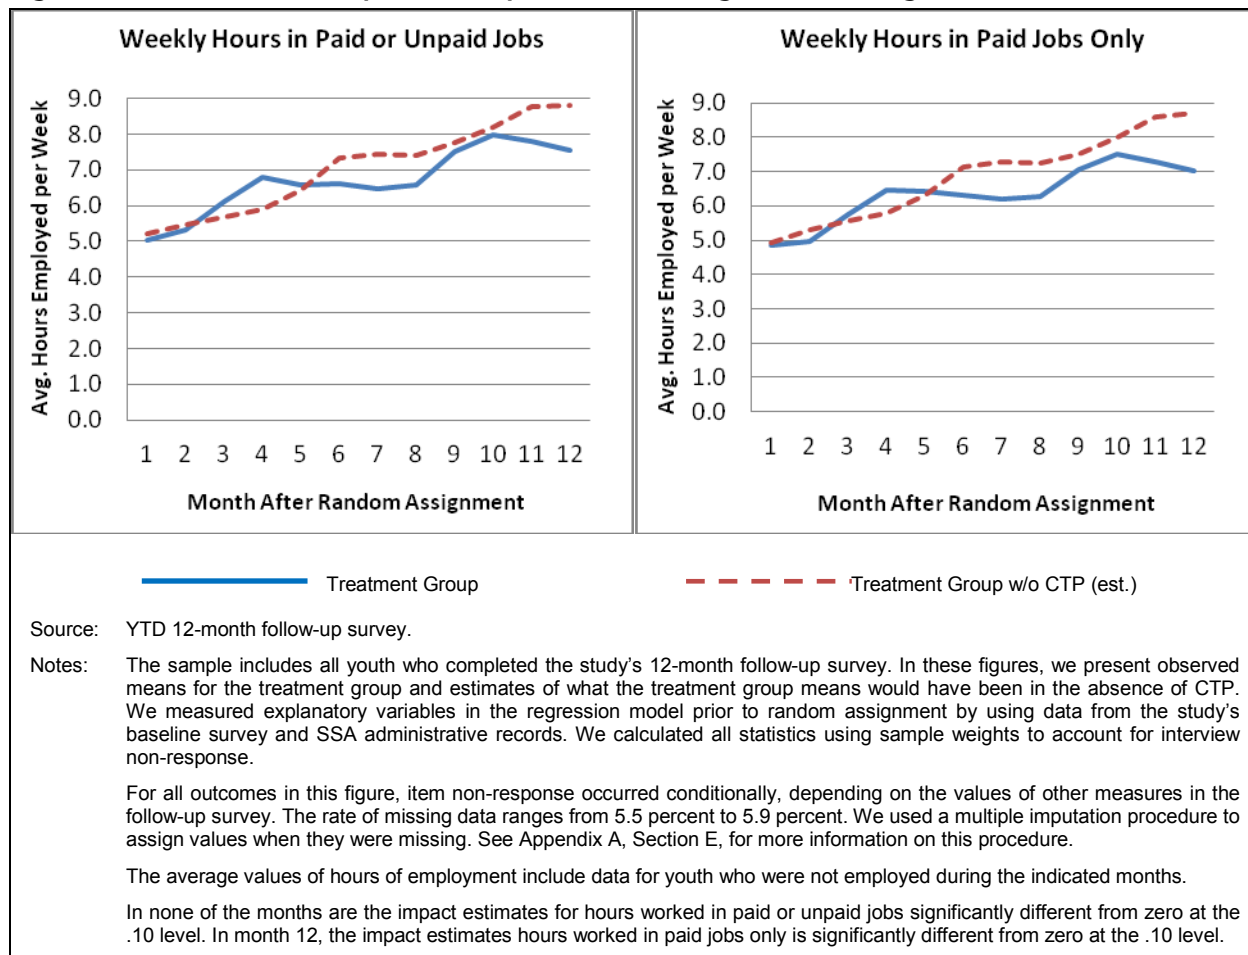 Weekly Hours in Paid or Unpaid Jobs
Avg. Hours Employed per Week
9.0
8.0
7.0
6.0
5.0
4.0
3.0
2.0
1.0
0.0
1 2 3 4 5 6 7 8 9 10 11 12
Month After Random Assignment
Weekly Hours in Paid Jobs Only
Avg. Hours Employed per Week
9.0
8.0
7.0
6.0
5.0
4.0
3.0
2.0
1.0
0.0
1 2 3 4 5 6 7 8 9 10 11 12
Month After Random Assignment
Treatment Group
Treatment Group w/o CTP (est.)
Source: YTD 12-month follow-up survey.
Notes: The sample includes all youth who completed the study’s 12-month follow-up survey. In these figures, we present observed
means for the treatment group and estimates of what the treatment group means would have been in the absence of CTP.
We measured explanatory variables in the regression model prior to random assignment by using data from the study’s
baseline survey and SSA administrative records. We calculated all statistics using sample weights to account for interview
non-response.
For all outcomes in this figure, item non-response occurred conditionally, depending on the values of other measures in the
follow-up survey. The rate of missing data ranges from 5.5 percent to 5.9 percent. We used a multiple imputation procedure to
assign values when they were missing. See Appendix A, Section E, for more information on this procedure.
The average values of hours of employment include data for youth who were not employed during the indicated months.
In none of the months are the impact estimates for hours worked in paid or unpaid jobs significantly different from zero at the
.10 level. In month 12, the impact estimates hours worked in paid jobs only is significantly different from zero at the .10 level.